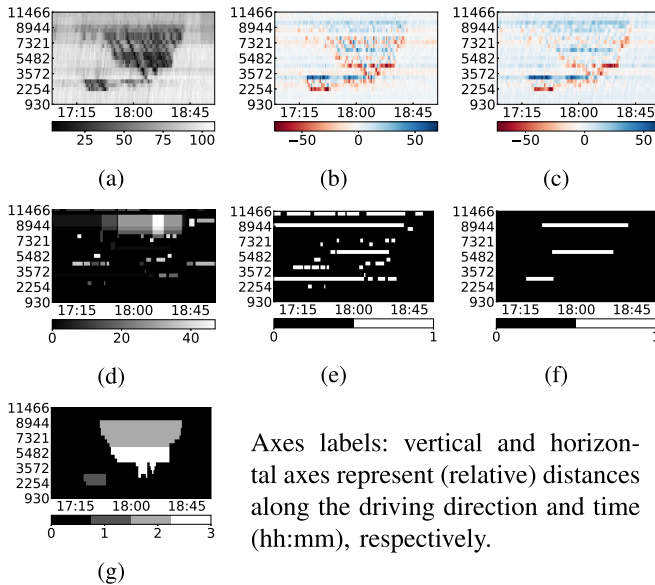 11466
8944
7321
5482
3572
2254
930
17:15 18:00 18:45
25 50 75 100
(a)
11466
8944
7321
5482
3572
2254
930
17:15 18:00 18:45
−50 0 50
(b)
11466
8944
7321
5482
3572
2254
930
17:15 18:00 18:45
−50 0 50
(c)
11466
8944
7321
5482
3572
2254
930
17:15 18:00 18:45
0 20 40
(d)
11466
8944
7321
5482
3572
2254
930
17:15 18:00 18:45
0 1
(e)
11466
8944
7321
5482
3572
2254
930
17:15 18:00 18:45
0 1
(f)
11466
8944
7321
5482
3572
2254
930
17:15 18:00 18:45
0 1 2 3
(g)
Axes labels: vertical and horizon-
tal axes represent (relative) distances
along the driving direction and time
(hh:mm), respectively.